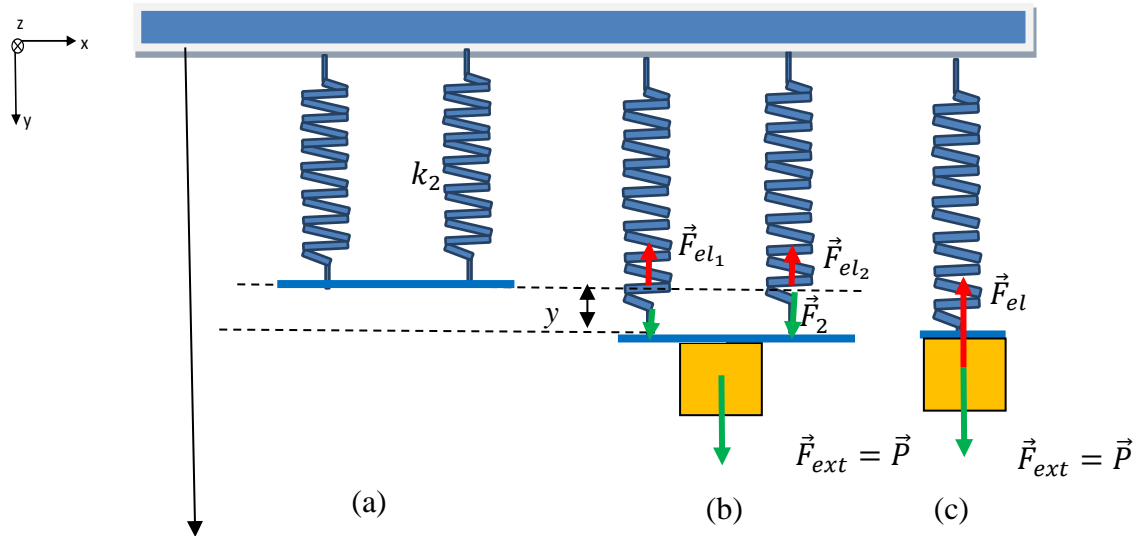 z
x
y
k₂
F⃗el₁
F⃗el₂
F⃗₂
y
F⃗el
F⃗ext = P⃗
F⃗ext = P⃗
(a)
(b)
(c)